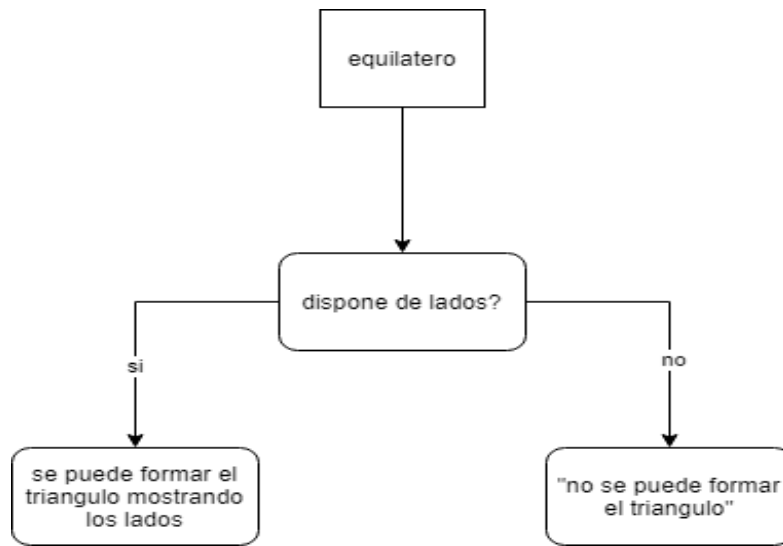 equilatero
dispone de lados?
si
no
se puede formar el
triangulo mostrando
los lados
"no se puede formar
el triangulo"